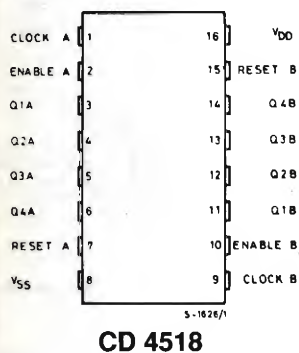 CLOCK A 1 16 VDD
ENABLE A 2 15 RESET B
Q1A 3 14 Q4B
Q2A 4 13 Q3B
Q3A 5 12 Q2B
Q4A 6 11 Q1B
RESET A 7 10 ENABLE B
VSS 8 9 CLOCK B
S-1626/1
CD 4518